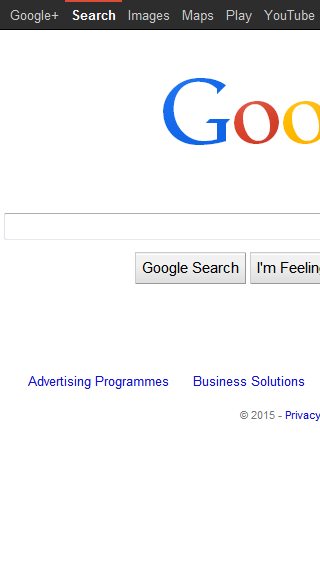 Google+ Search Images Maps Play YouTube
Goo
Google Search I'm Feelin
Advertising Programmes Business Solutions
© 2015 - Privacy